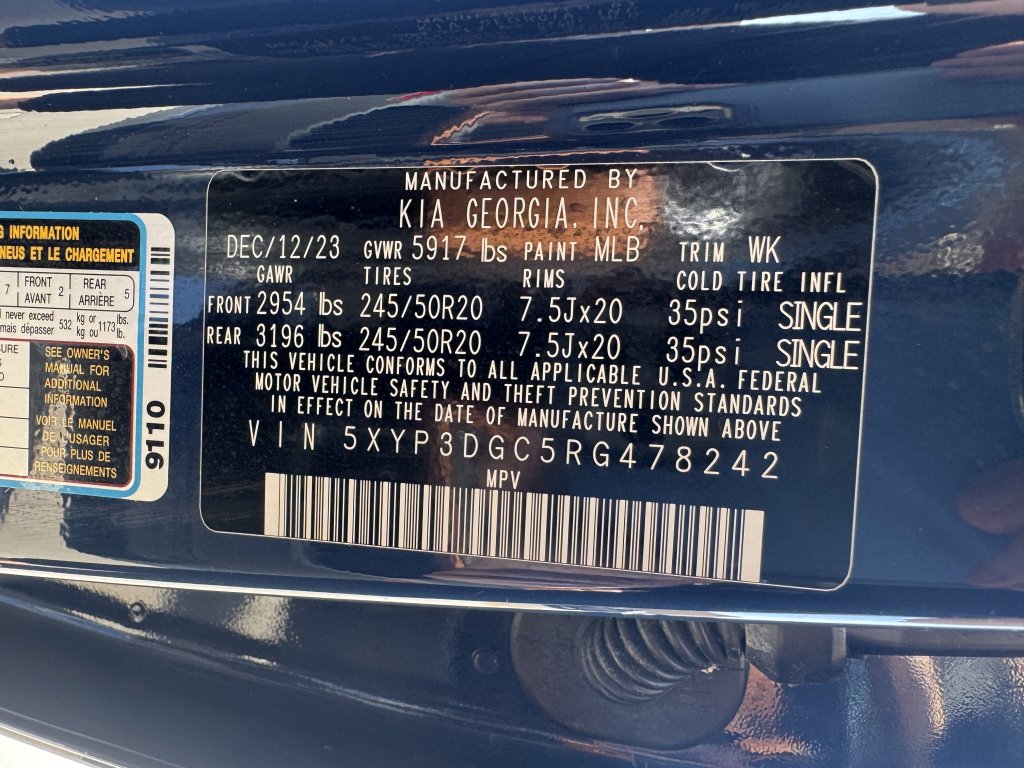 MANUFACTURED BY
KIA GEORGIA, INC.
DEC/12/23 GVWR 5917 lbs PAINT MLB TRIM WK
GAWR TIRES RIMS COLD TIRE INFL
FRONT 2954 lbs 245/50R20 7.5Jx20 35psi SINGLE
REAR 3196 lbs 245/50R20 7.5Jx20 35psi SINGLE
THIS VEHICLE CONFORMS TO ALL APPLICABLE U.S.A. FEDERAL
MOTOR VEHICLE SAFETY AND THEFT PREVENTION STANDARDS
IN EFFECT ON THE DATE OF MANUFACTURE SHOWN ABOVE
VIN 5XYP3DGC5RG478242
MPV
G INFORMATION
NEUS ET LE CHARGEMENT
7 FRONT 2 REAR 5
AVANT ARRIÈRE
never exceed 532 kg or 1173 lbs.
mais dépasser kg ou lb.
SEE OWNER'S
MANUAL FOR
ADDITIONAL
INFORMATION
VOIR LE MANUEL
DE L'USAGER
POUR PLUS DE
RENSEIGNEMENTS
9110